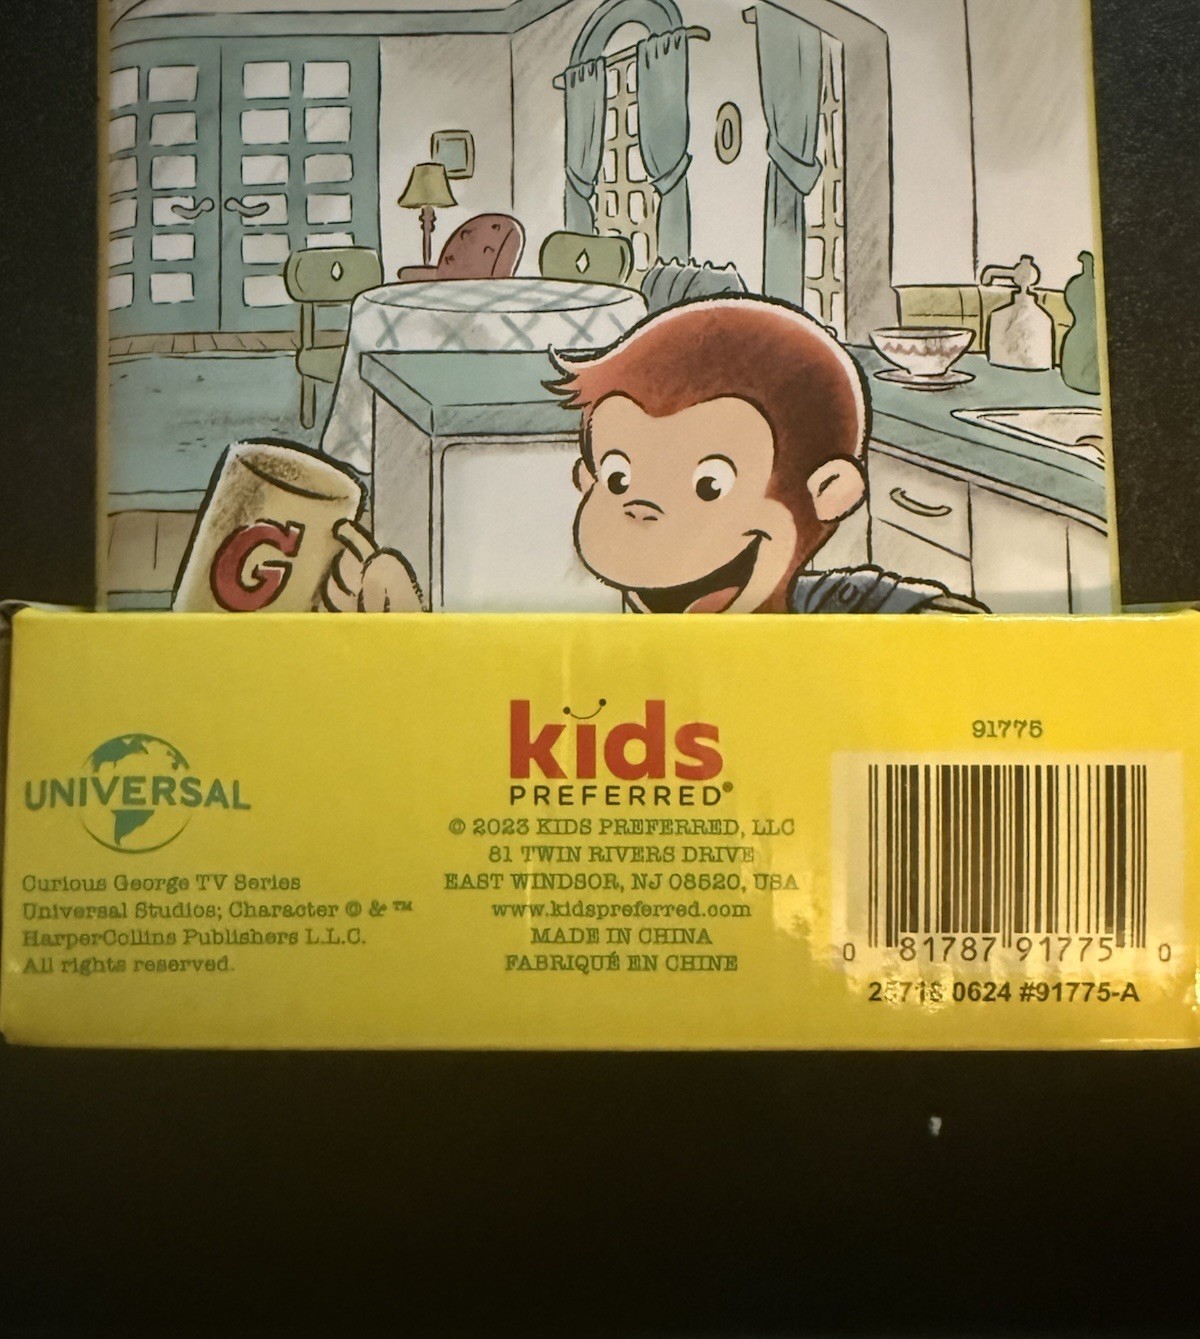 G
UNIVERSAL
Curious George TV Series
Universal Studios; Character © & ™
HarperCollins Publishers L.L.C.
All rights reserved.
kids
PREFERRED®
© 2023 KIDS PREFERRED, LLC
81 TWIN RIVERS DRIVE
EAST WINDSOR, NJ 08520, USA
www.kidspreferred.com
MADE IN CHINA
FABRIQUÉ EN CHINE
91775
0 81787 91775 0
0624 #91775-A